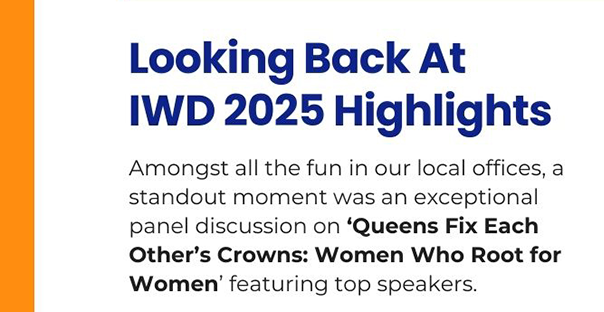 Looking Back At
IWD 2025 Highlights
Amongst all the fun in our local offices, a
standout moment was an exceptional
panel discussion on ‘Queens Fix Each
Other’s Crowns: Women Who Root for
Women’ featuring top speakers.